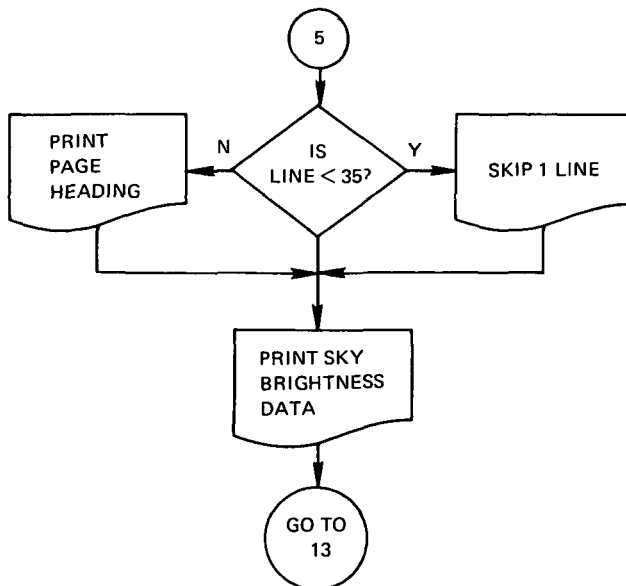 5
IS
LINE < 35?
N
Y
PRINT
PAGE
HEADING
SKIP 1 LINE
PRINT SKY
BRIGHTNESS
DATA
GO TO
13